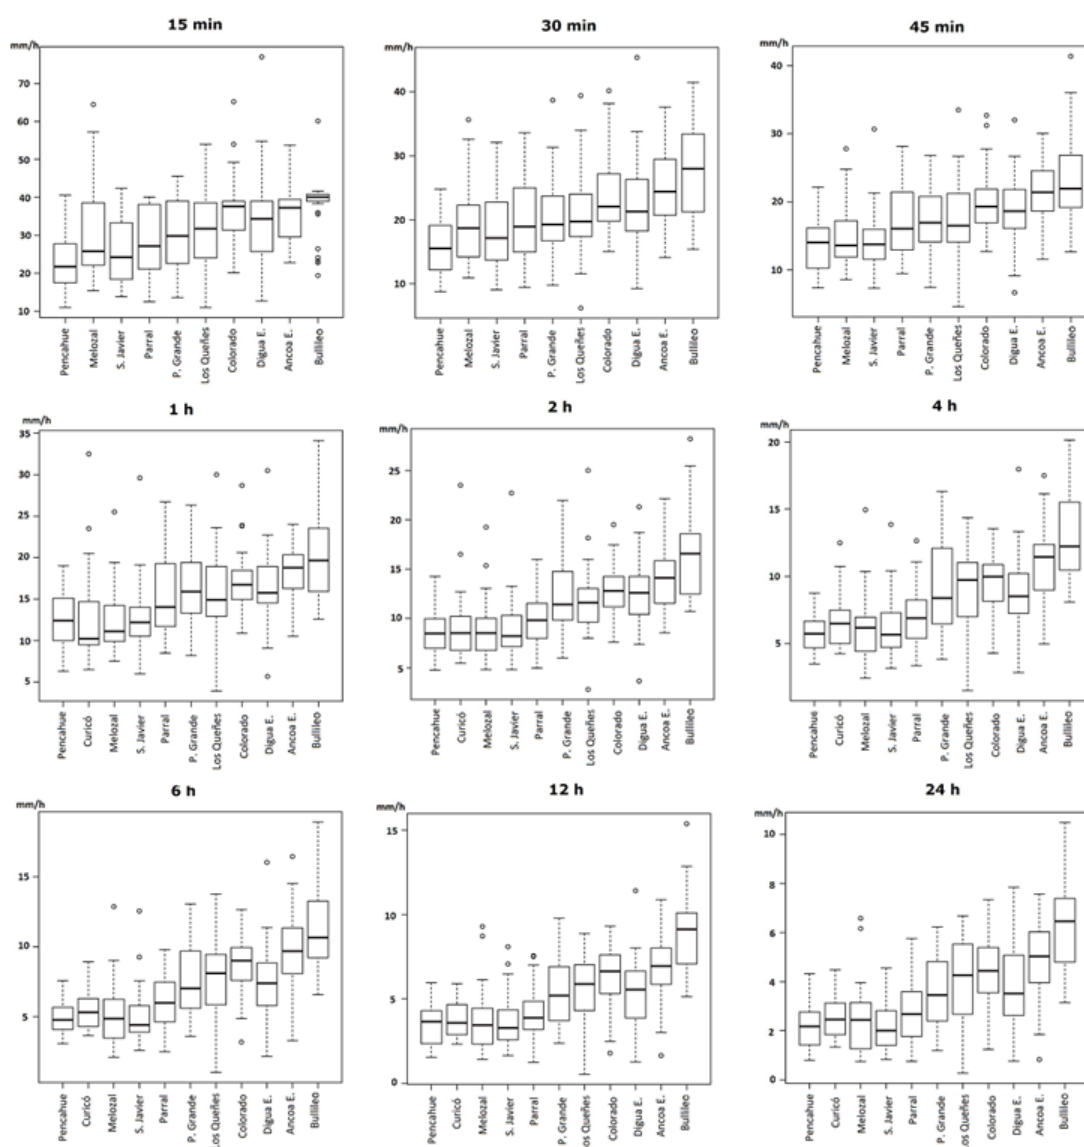 15 min
30 min
45 min
mm/h
mm/h
mm/h
70
60
50
40
30
20
10
40
30
20
10
40
30
20
10
Pencahue
Melozal
S. Javier
Parral
P. Grande
Los Queñes
Colorado
Digua E.
Ancoa E.
Bullileo
Pencahue
Melozal
S. Javier
Parral
P. Grande
Los Queñes
Colorado
Digua E.
Ancoa E.
Bullileo
Pencahue
Melozal
S. Javier
Parral
P. Grande
Los Queñes
Colorado
Digua E.
Ancoa E.
Bullileo
1 h
2 h
4 h
mm/h
mm/h
mm/h
35
30
25
20
15
10
5
25
20
15
10
5
20
15
10
5
Pencahue
Curicó
Melozal
S. Javier
Parral
P. Grande
Los Queñes
Colorado
Digua E.
Ancoa E.
Bullileo
Pencahue
Curicó
Melozal
S. Javier
Parral
P. Grande
Los Queñes
Colorado
Digua E.
Ancoa E.
Bullileo
Pencahue
Curicó
Melozal
S. Javier
Parral
P. Grande
Los Queñes
Colorado
Digua E.
Ancoa E.
Bullileo
6 h
12 h
24 h
mm/h
mm/h
mm/h
15
10
5
15
10
5
0
10
8
6
4
2
0
Pencahue
Curicó
Melozal
S. Javier
Parral
P. Grande
Los Queñes
Colorado
Digua E.
Ancoa E.
Bullileo
Pencahue
Curicó
Melozal
S. Javier
Parral
P. Grande
Los Queñes
Colorado
Digua E.
Ancoa E.
Bullileo
Pencahue
Curicó
Melozal
S. Javier
Parral
P. Grande
Los Queñes
Colorado
Digua E.
Ancoa E.
Bullileo